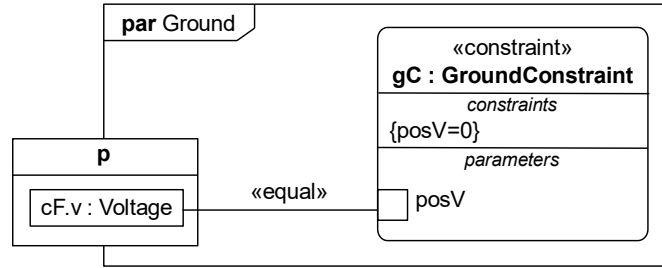 par Ground
«constraint»
gC : GroundConstraint
constraints
{posV=0}
parameters
posV
p
cF.v : Voltage
«equal»